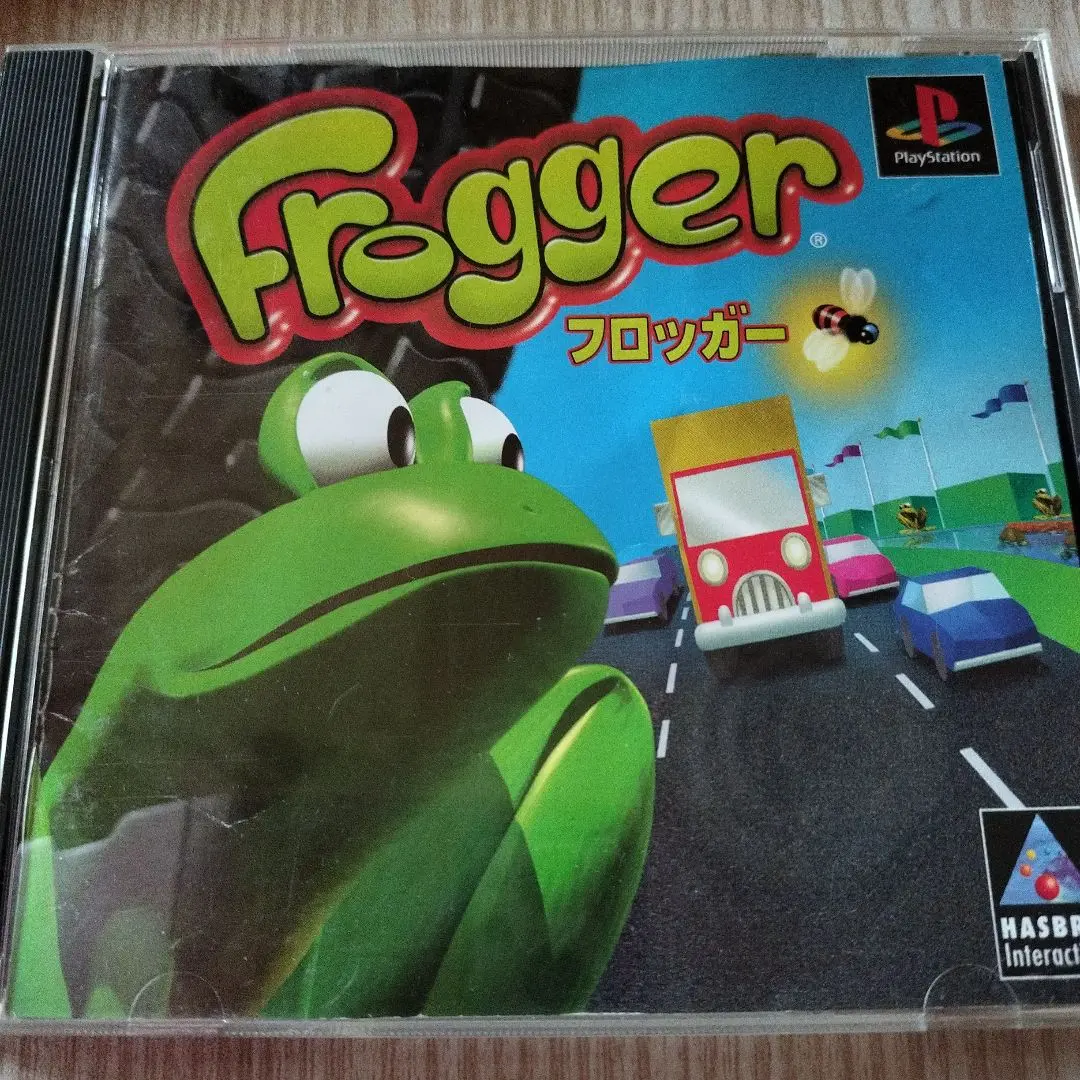 Frogger
®
フロッガー
PlayStation
HASBR
Interact